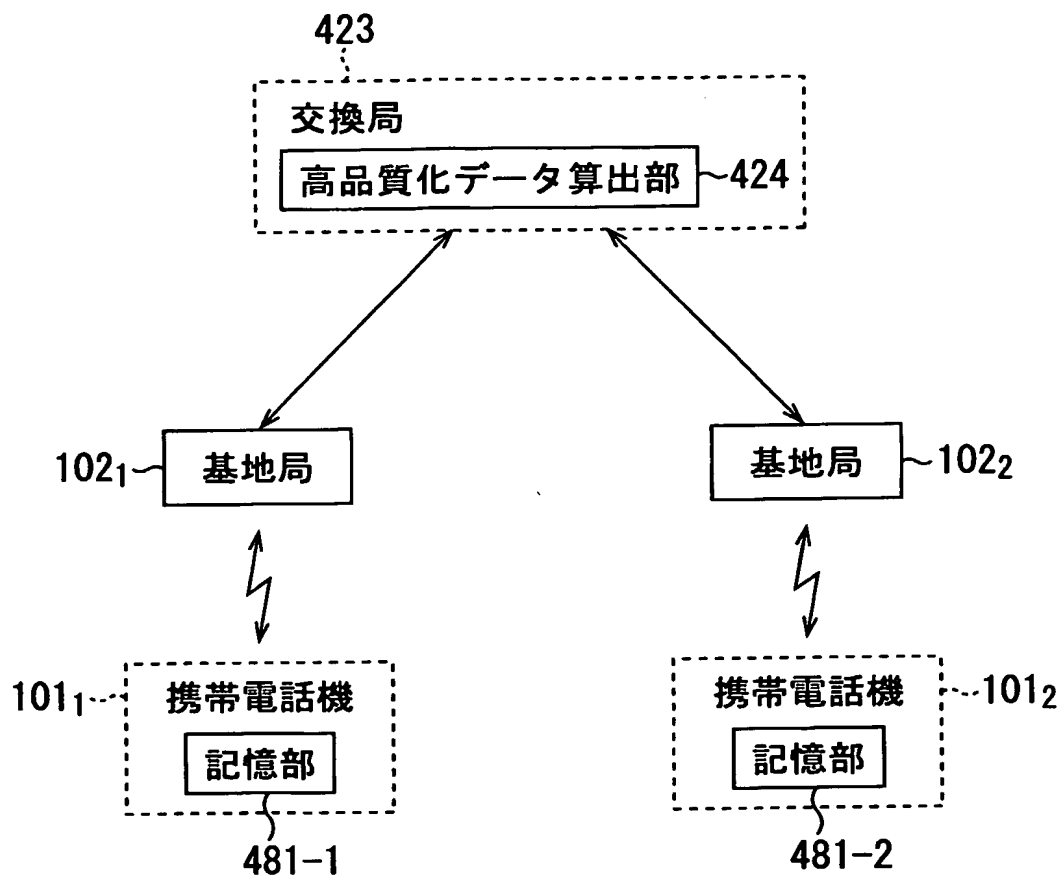 423
交換局
高品質化データ算出部
424
102₁
基地局
基地局
102₂
101₁
携帯電話機
記憶部
481-1
携帯電話機
101₂
記憶部
481-2